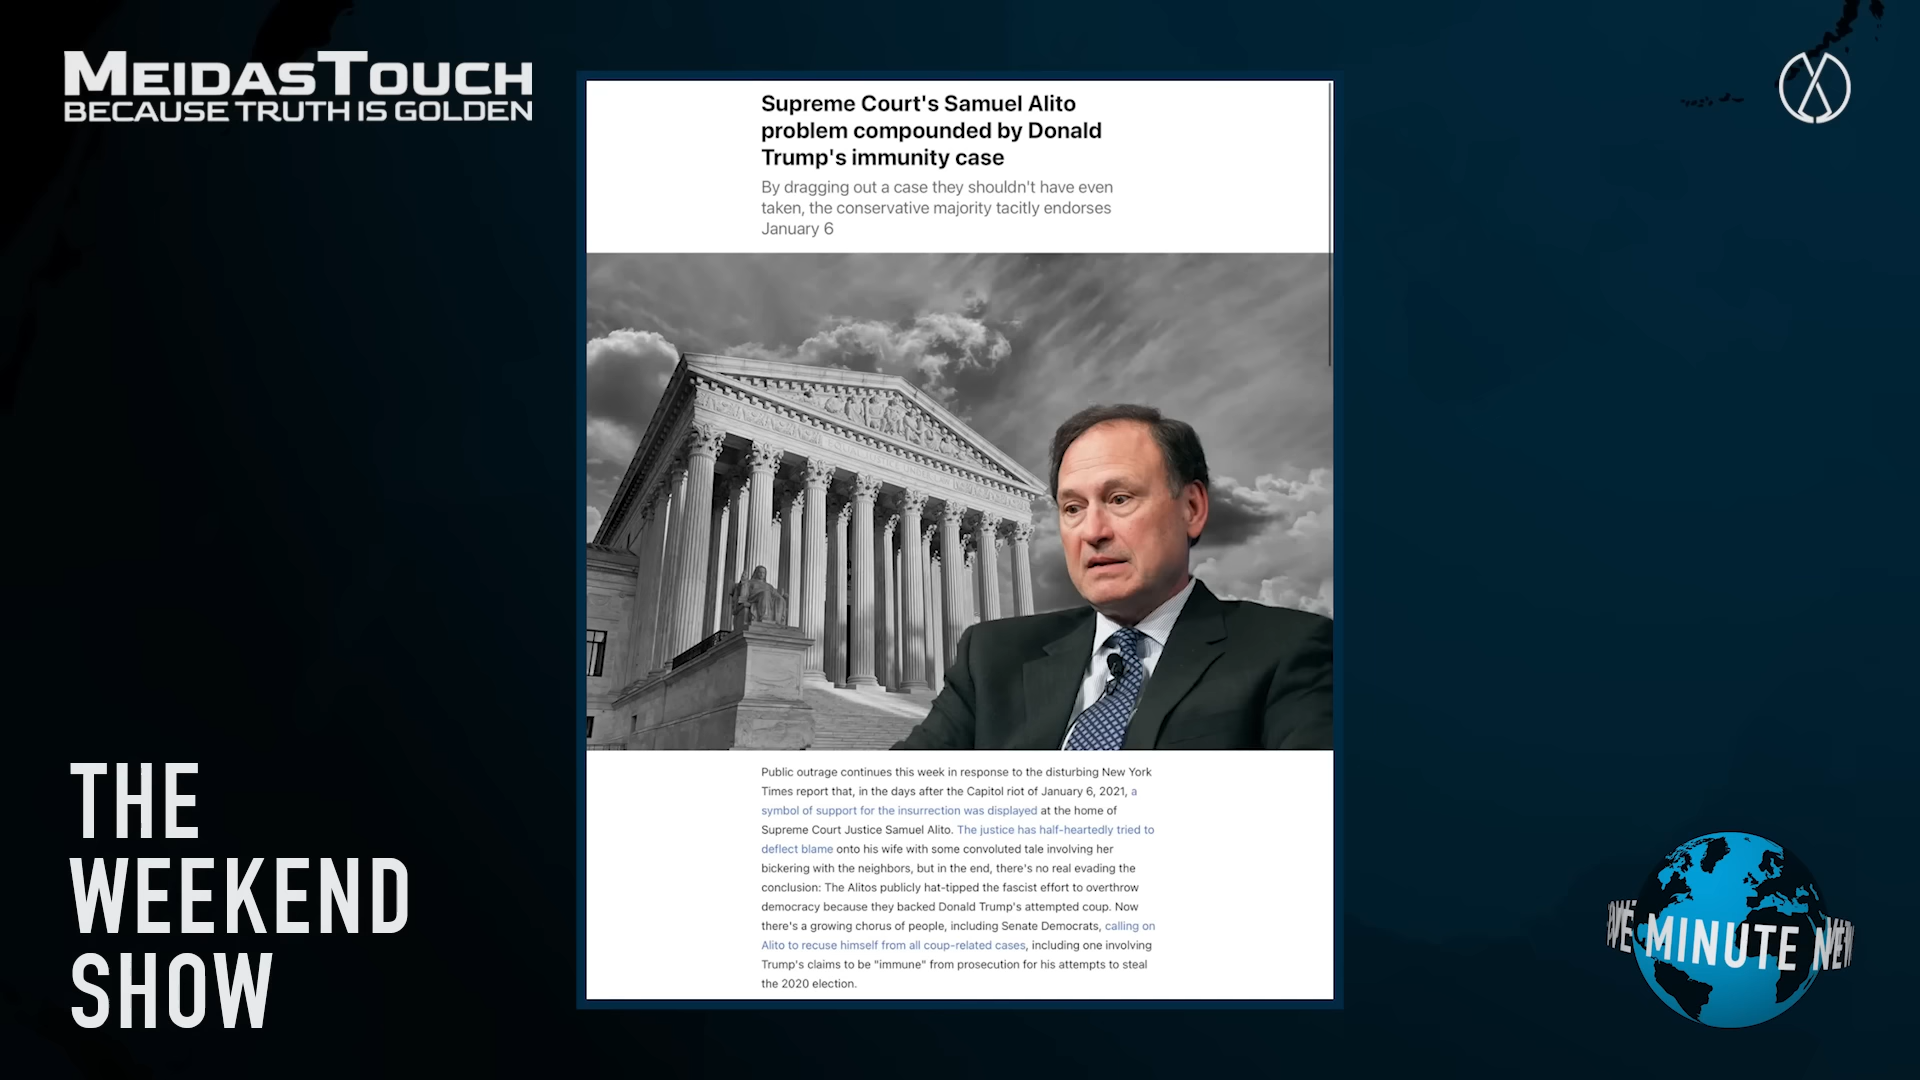 MEIDASTOUCH
BECAUSE TRUTH IS GOLDEN
Supreme Court's Samuel Alito
problem compounded by Donald
Trump's immunity case
By dragging out a case they shouldn't have even
taken, the conservative majority tacitly endorses
January 6
Public outrage continues this week in response to the disturbing New York
Times report that, in the days after the Capitol riot of January 6, 2021, a
symbol of support for the insurrection was displayed at the home of
Supreme Court Justice Samuel Alito. The justice has half-heartedly tried to
deflect blame onto his wife with some convoluted tale involving her
bickering with the neighbors, but in the end, there's no real evading the
conclusion: The Alitos publicly hat-tipped the fascist effort to overthrow
democracy because they backed Donald Trump's attempted coup. Now
there's a growing chorus of people, including Senate Democrats, calling on
Alito to recuse himself from all coup-related cases, including one involving
Trump's claims to be "immune" from prosecution for his attempts to steal
the 2020 election.
THE
WEEKEND
SHOW
MINUTE